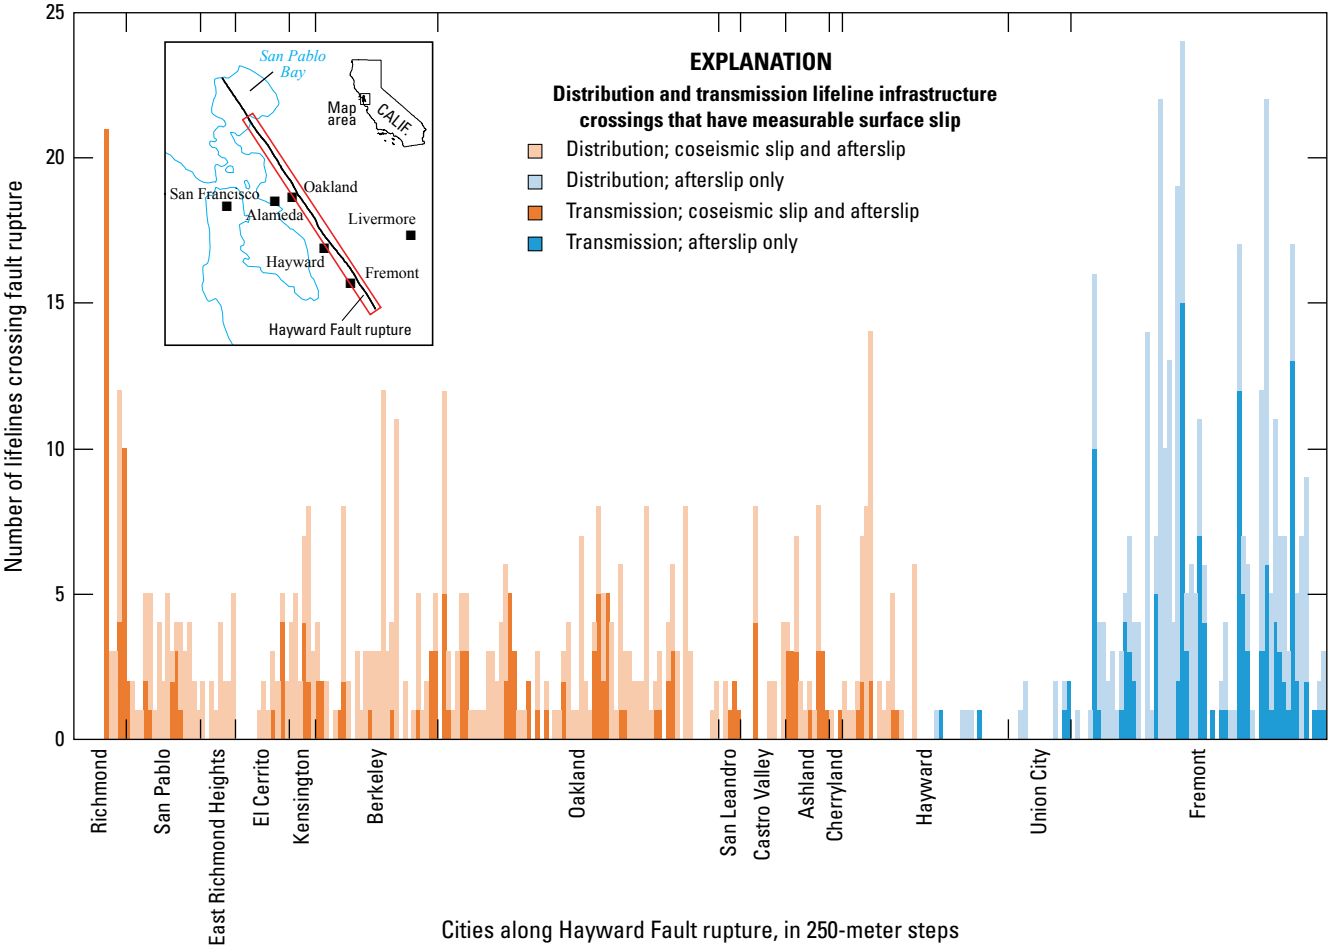 25
20
15
10
5
0
Number of lifelines crossing fault rupture
San Pablo
Bay
Map
area
CALIF.
San Francisco
Oakland
Alameda
Livermore
Hayward
Fremont
Hayward Fault rupture
EXPLANATION
Distribution and transmission lifeline infrastructure
crossings that have measurable surface slip
Distribution; coseismic slip and afterslip
Distribution; afterslip only
Transmission; coseismic slip and afterslip
Transmission; afterslip only
Richmond
San Pablo
East Richmond Heights
El Cerrito
Kensington
Berkeley
Oakland
San Leandro
Castro Valley
Ashland
Cherryland
Hayward
Union City
Fremont
Cities along Hayward Fault rupture, in 250-meter steps